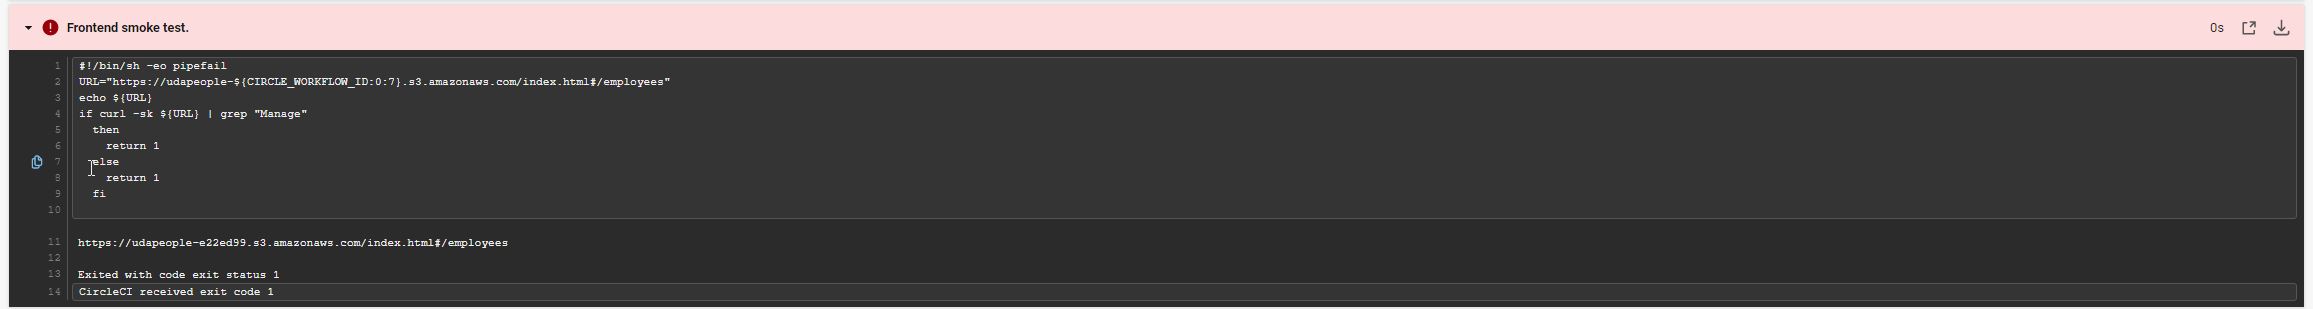 Frontend smoke test.
0s
1 #!/bin/sh -eo pipefail
2 URL="https://udapeople-${CIRCLE_WORKFLOW_ID:0:7}.s3.amazonaws.com/index.html#/employees"
3 echo ${URL}
4 if curl -sk ${URL} | grep "Manage"
5 then
6 return 1
7 else
8 return 1
9 fi
10
11 https://udapeople-e22ed99.s3.amazonaws.com/index.html#/employees
12
13 Exited with code exit status 1
14 CircleCI received exit code 1